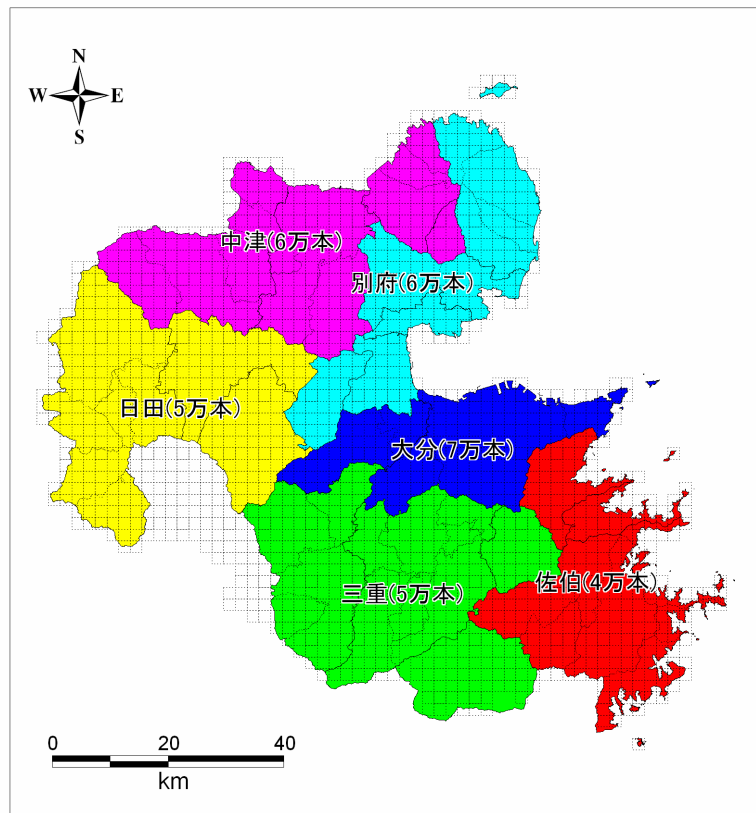 N
W E
S
中津(6万本)
別府(6万本)
日田(5万本)
大分(7万本)
佐伯(4万本)
三重(5万本)
0 20 40
km